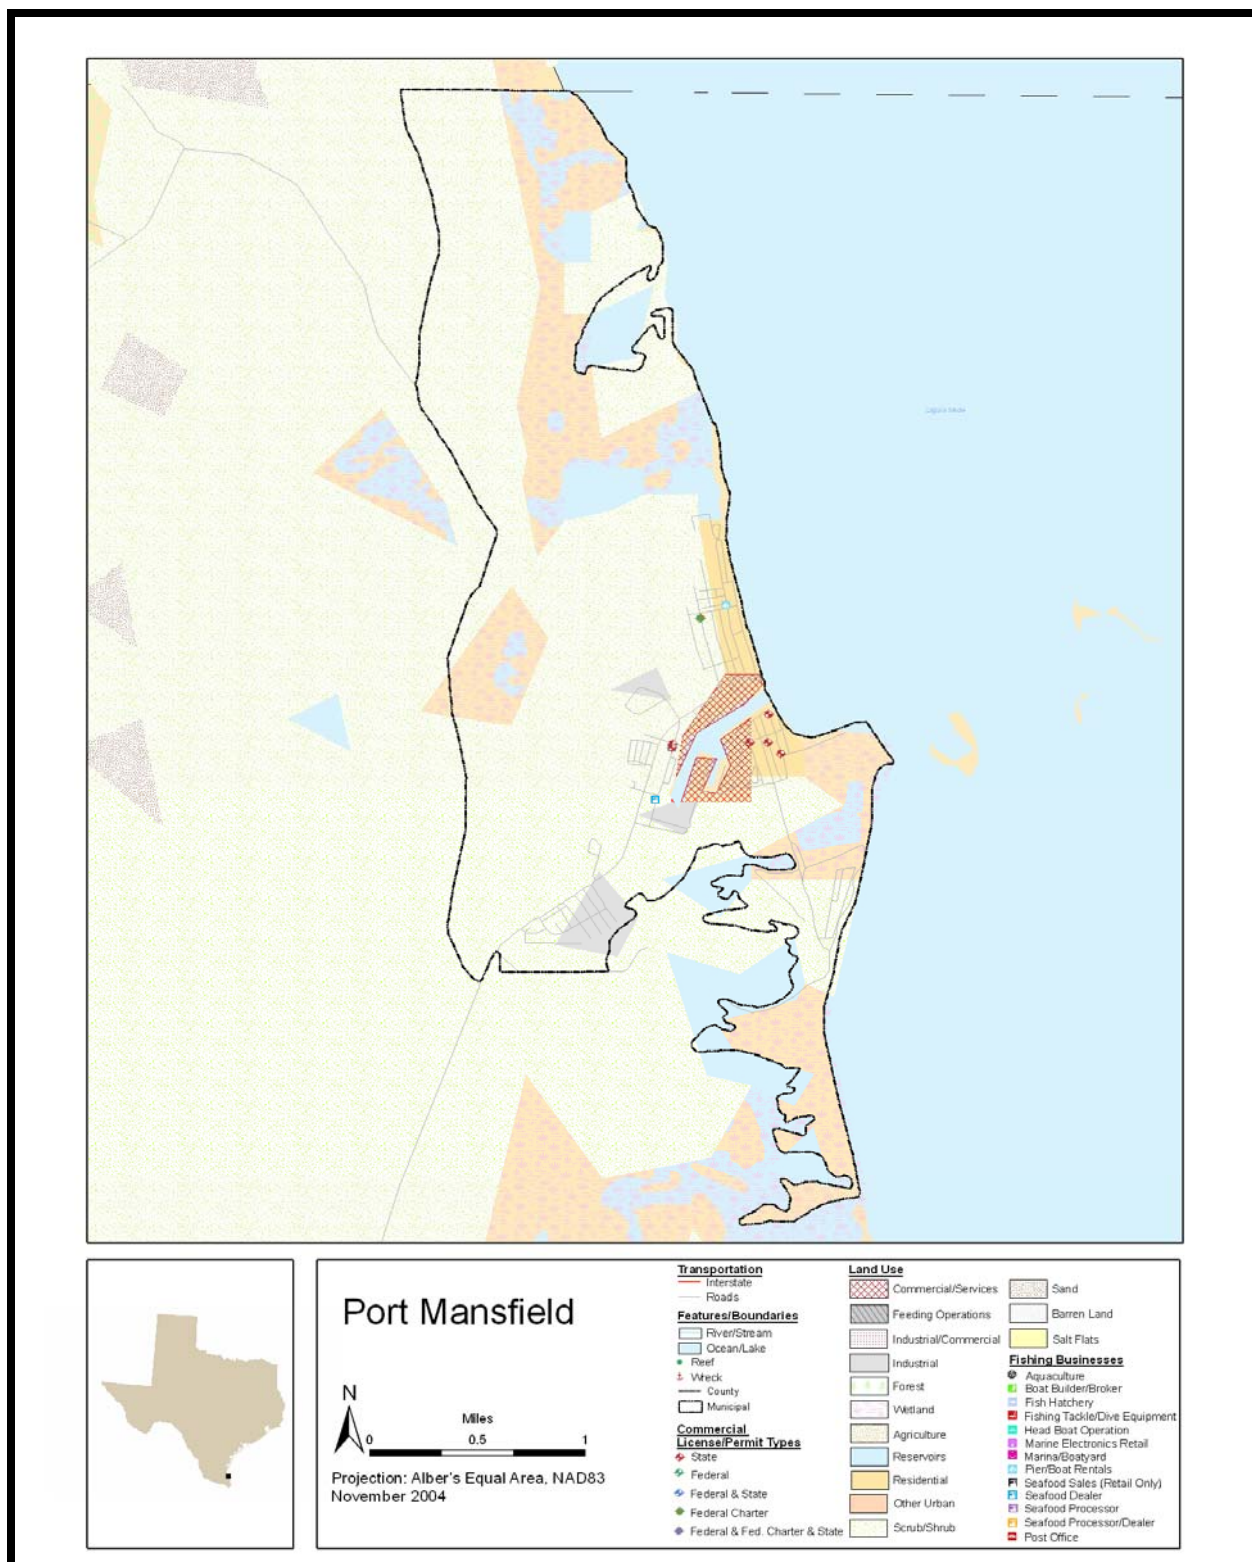 Laguna Madre
Port Mansfield
N
Miles
0 0.5 1
Projection: Alber's Equal Area, NAD83
November 2004
Transportation
Interstate
Roads
Features/Boundaries
River/Stream
Ocean/Lake
Reef
Wreck
County
Municipal
Commercial
License/Permit Types
State
Federal
Federal & State
Federal Charter
Federal & Fed. Charter & State
Land Use
Commercial/Services
Feeding Operations
Industrial/Commercial
Industrial
Forest
Wetland
Agriculture
Reservoirs
Residential
Other Urban
Scrub/Shrub
Sand
Barren Land
Salt Flats
Fishing Businesses
Aquaculture
Boat Builder/Broker
Fish Hatchery
Fishing Tackle/Dive Equipment
Head Boat Operation
Marine Electronics Retail
Marina/Boatyard
Pier/Boat Rentals
Seafood Sales (Retail Only)
Seafood Dealer
Seafood Processor
Seafood Processor/Dealer
Post Office